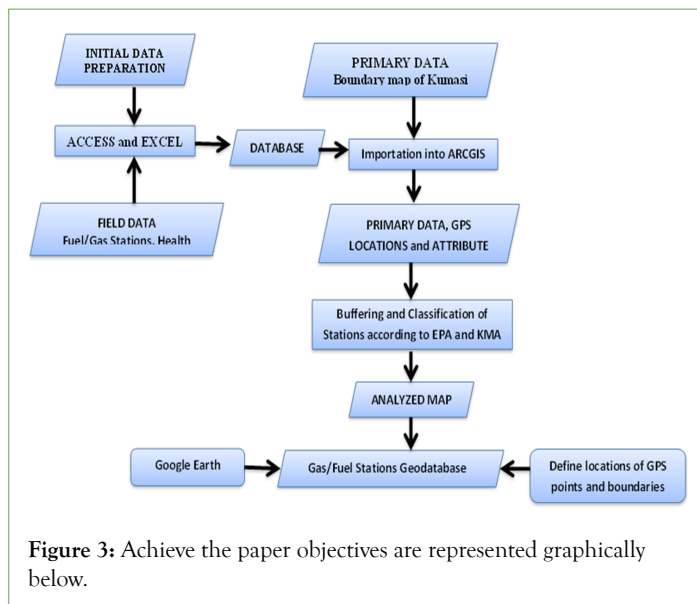 INITIAL DATA
PREPARATION
PRIMARY DATA
Boundary map of Kumasi
ACCESS and EXCEL
DATABASE
Importation into ARCGIS
FIELD DATA
Fuel/Gas Stations, Health
PRIMARY DATA, GPS
LOCATIONS and ATTRIBUTE
Buffering and Classification of
Stations according to EPA and KMA
ANALYZED MAP
Google Earth
Gas/Fuel Stations Geodatabase
Define locations of GPS
points and boundaries
Figure 3: Achieve the paper objectives are represented graphically
below.